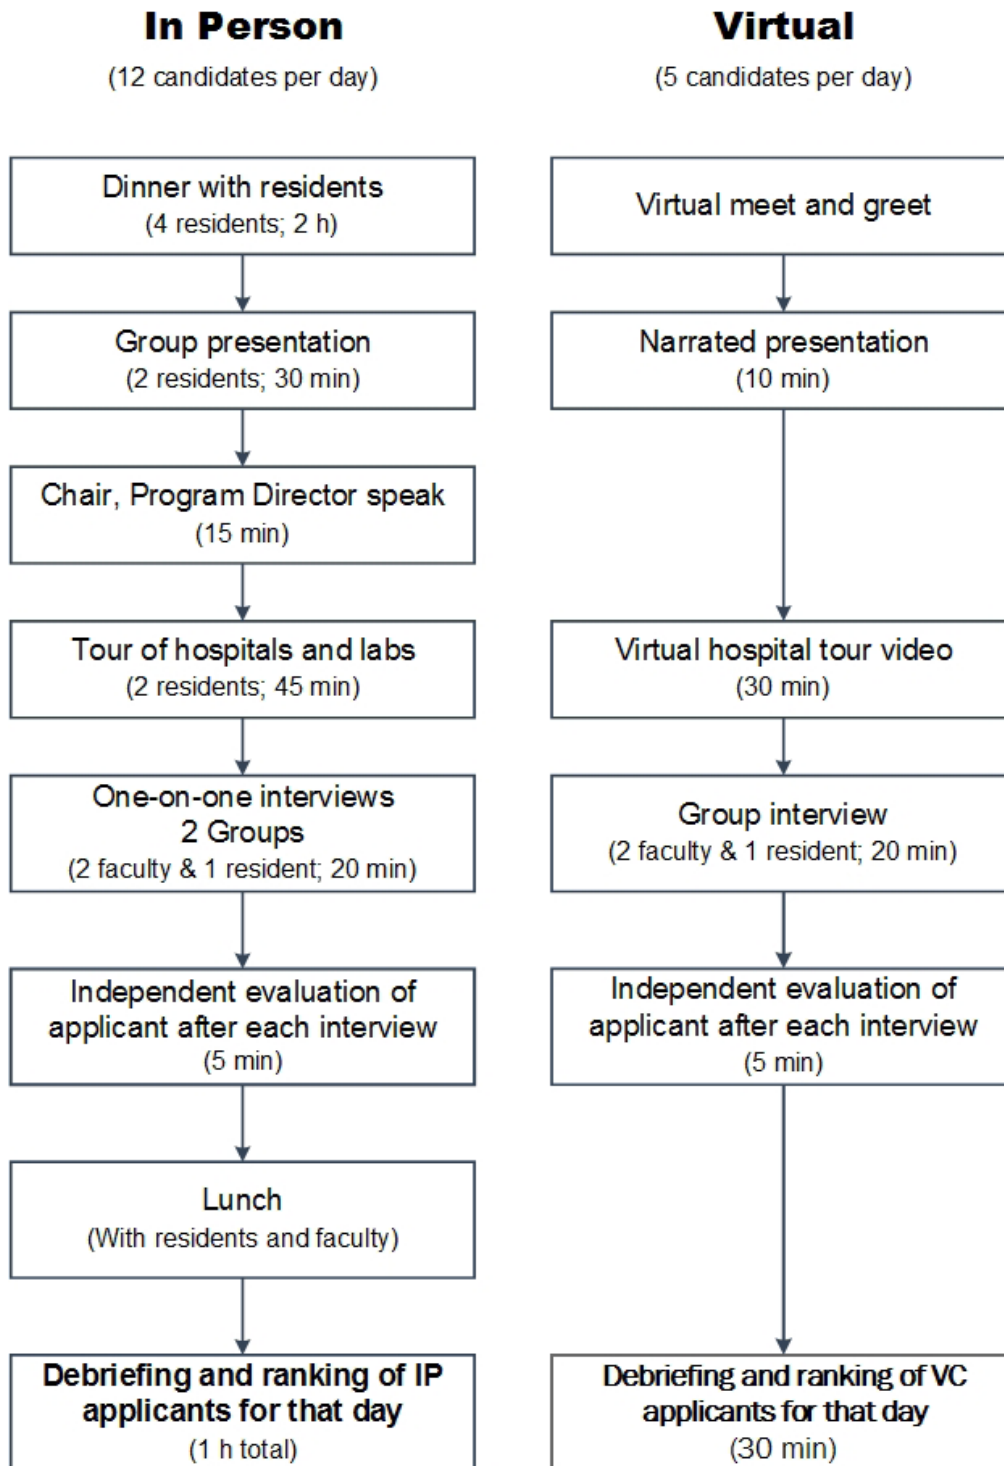 In Person
(12 candidates per day)
Dinner with residents
(4 residents; 2 h)
Group presentation
(2 residents; 30 min)
Chair, Program Director speak
(15 min)
Tour of hospitals and labs
(2 residents; 45 min)
One-on-one interviews
2 Groups
(2 faculty & 1 resident; 20 min)
Independent evaluation of
applicant after each interview
(5 min)
Lunch
(With residents and faculty)
Debriefing and ranking of IP
applicants for that day
(1 h total)
Virtual
(5 candidates per day)
Virtual meet and greet
Narrated presentation
(10 min)
Virtual hospital tour video
(30 min)
Group interview
(2 faculty & 1 resident; 20 min)
Independent evaluation of
applicant after each interview
(5 min)
Debriefing and ranking of VC
applicants for that day
(30 min)